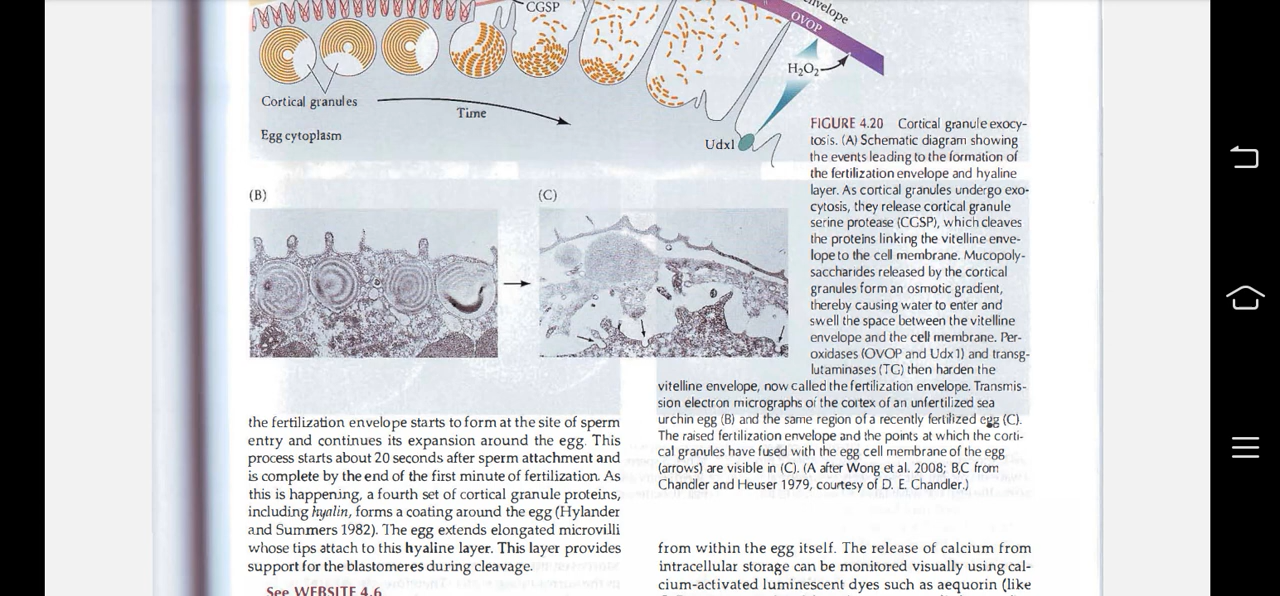 CGSP
envelope
OVOP
H₂O₂
Cortical granules
Time
Egg cytoplasm
Udx1
(B)
(C)
FIGURE 4.20 Cortical granule exocy-
tosis. (A) Schematic diagram showing
the events leading to the formation of
the fertilization envelope and hyaline
layer. As cortical granules undergo exo-
cytosis, they release cortical granule
serine protease (CGSP), which cleaves
the proteins linking the vitelline enve-
lope to the cell membrane. Mucopoly-
saccharides released by the cortical
granules form an osmotic gradient,
thereby causing water to enter and
swell the space between the vitelline
envelope and the cell membrane. Per-
oxidases (OVOP and Udx1) and transg-
lutaminases (TG) then harden the
vitelline envelope, now called the fertilization envelope. Transmis-
sion electron micrographs of the cortex of an unfertilized sea
urchin egg (B) and the same region of a recently fertilized egg (C).
The raised fertilization envelope and the points at which the corti-
cal granules have fused with the egg cell membrane of the egg
(arrows) are visible in (C). (A after Wong et al. 2008; B,C from
Chandler and Heuser 1979, courtesy of D. E. Chandler.)
the fertilization envelope starts to form at the site of sperm
entry and continues its expansion around the egg. This
process starts about 20 seconds after sperm attachment and
is complete by the end of the first minute of fertilization. As
this is happening, a fourth set of cortical granule proteins,
including hyalin, forms a coating around the egg (Hylander
and Summers 1982). The egg extends elongated microvilli
whose tips attach to this hyaline layer. This layer provides
support for the blastomeres during cleavage.
See WEBSITE 4.6
from within the egg itself. The release of calcium from
intracellular storage can be monitored visually using cal-
cium-activated luminescent dyes such as aequorin (like